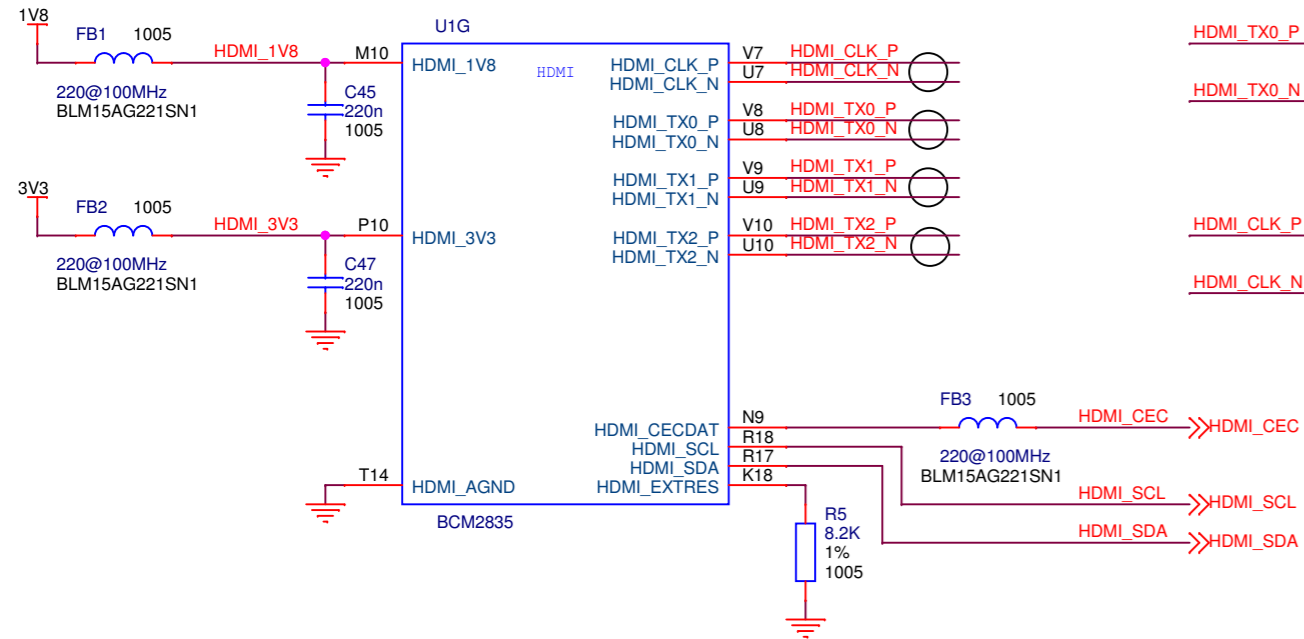 1V8
FB1 1005
HDMI_1V8
220@100MHz
BLM15AG221SN1
C45
220n
1005
3V3
FB2 1005
HDMI_3V3
220@100MHz
BLM15AG221SN1
C47
220n
1005
U1G
HDMI
M10 HDMI_1V8
P10 HDMI_3V3
T14 HDMI_AGND
BCM2835
HDMI_CLK_P V7 HDMI_CLK_P
HDMI_CLK_N U7 HDMI_CLK_N
HDMI_TX0_P V8 HDMI_TX0_P
HDMI_TX0_N U8 HDMI_TX0_N
HDMI_TX1_P V9 HDMI_TX1_P
HDMI_TX1_N U9 HDMI_TX1_N
HDMI_TX2_P V10 HDMI_TX2_P
HDMI_TX2_N U10 HDMI_TX2_N
HDMI_CECDAT N9
HDMI_SCL R18
HDMI_SDA R17
HDMI_EXTRES K18
R5
8.2K
1%
1005
FB3 1005
220@100MHz
BLM15AG221SN1
HDMI_CEC HDMI_CEC
HDMI_SCL HDMI_SCL
HDMI_SDA HDMI_SDA
HDMI_TX0_P
HDMI_TX0_N
HDMI_CLK_P
HDMI_CLK_N